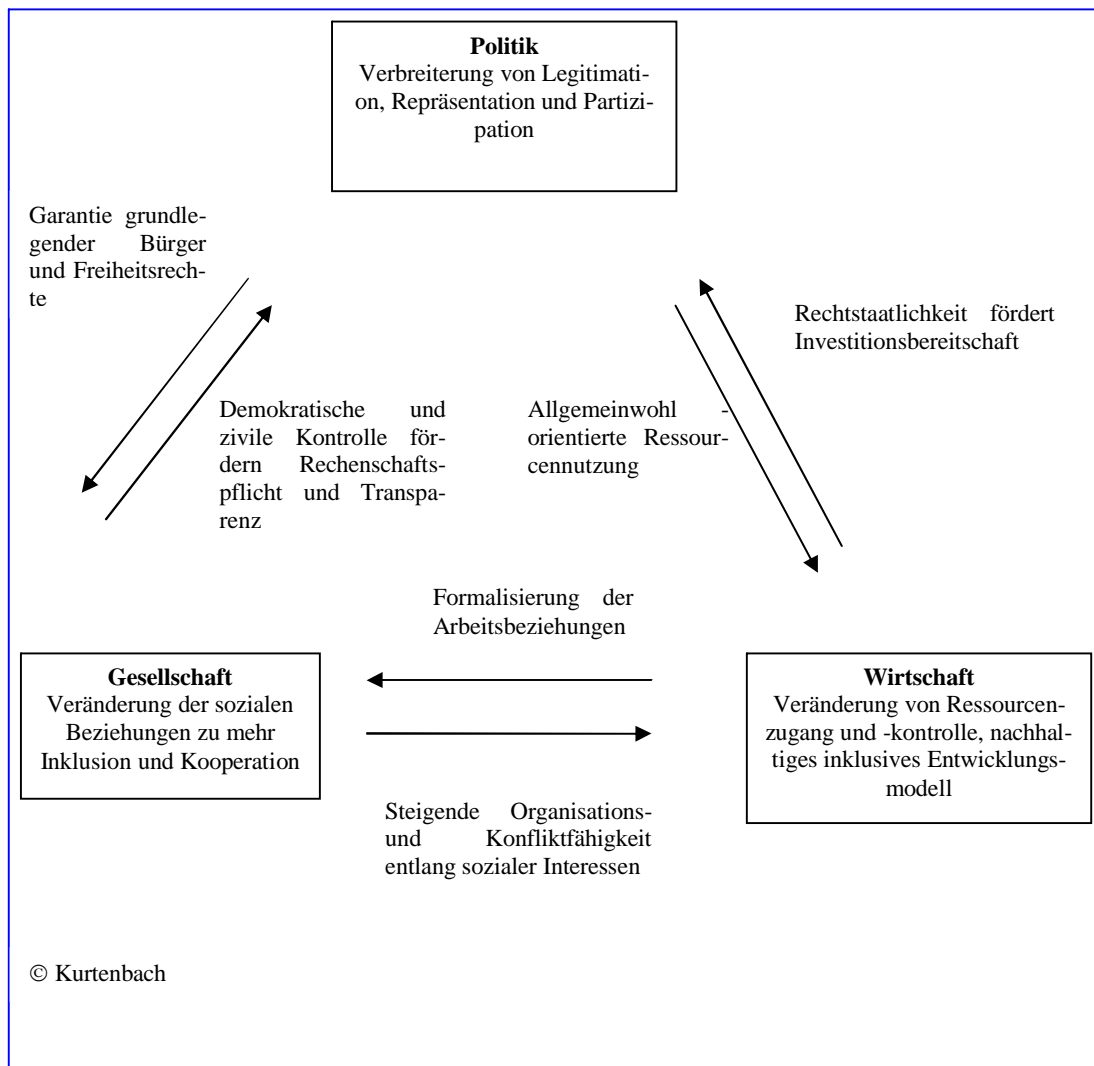 Politik
Verbreiterung von Legitimati-
on, Repräsentation und Partizi-
pation
Garantie grundle-
gender Bürger
und Freiheitsrech-
te
Rechtstaatlichkeit fördert
Investitionsbereitschaft
Demokratische und
zivile Kontrolle för-
dern Rechenschafts-
pflicht und Transpa-
renz
Allgemeinwohl -
orientierte Ressour-
cennutzung
Formalisierung der
Arbeitsbeziehungen
Gesellschaft
Veränderung der sozialen
Beziehungen zu mehr
Inklusion und Kooperation
Wirtschaft
Veränderung von Ressourcen-
zugang und -kontrolle, nachhal-
tiges inklusives Entwicklungs-
modell
Steigende Organisations-
und Konfliktfähigkeit
entlang sozialer Interessen
© Kurtenbach